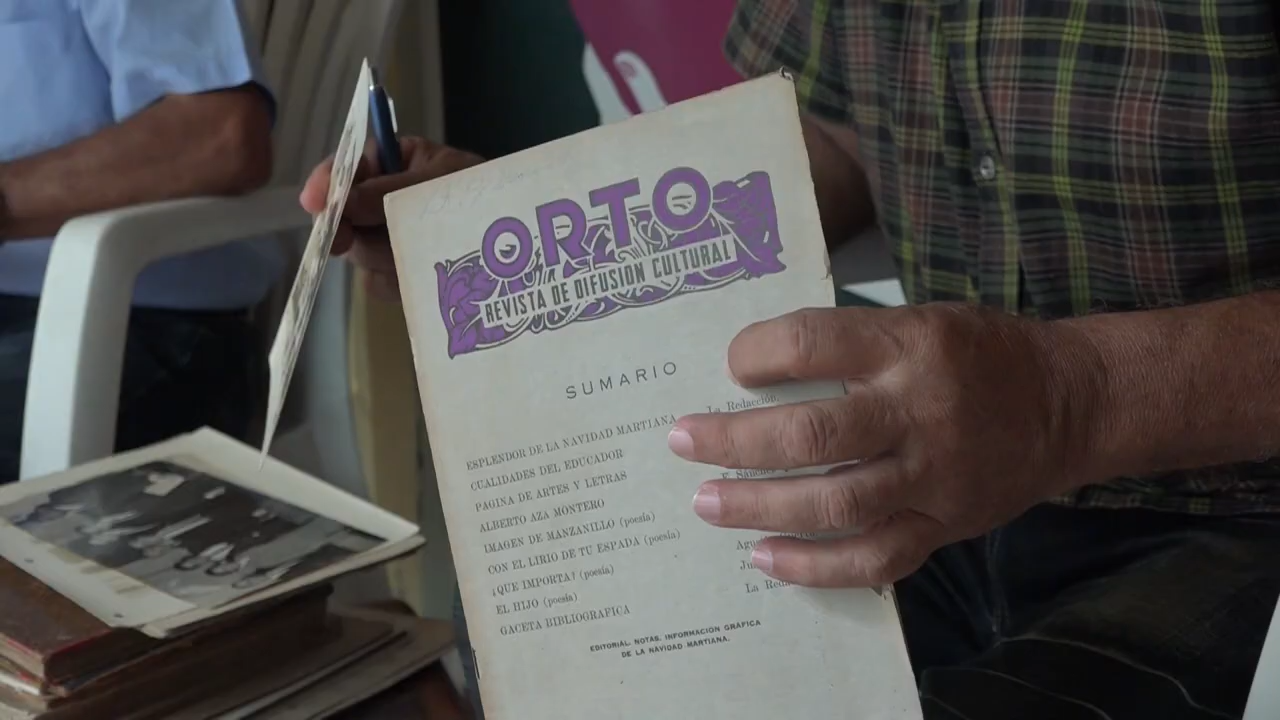 ORTO
REVISTA DE DIFUSIÓN CULTURAL
SUMARIO
ESPLENDOR DE LA NAVIDAD MARTIANA La Redacción.
CUALIDADES DEL EDUCADOR
PAGINA DE ARTES Y LETRAS
ALBERTO AZA MONTERO
IMAGEN DE MANZANILLO (poesía)
CON EL LIRIO DE TU ESPADA (poesía)
¡QUE IMPORTA! (poesía)
EL HIJO (poesía)
GACETA BIBLIOGRAFICA La
EDITORIAL. NOTAS. INFORMACION GRAFICA
DE LA NAVIDAD MARTIANA.